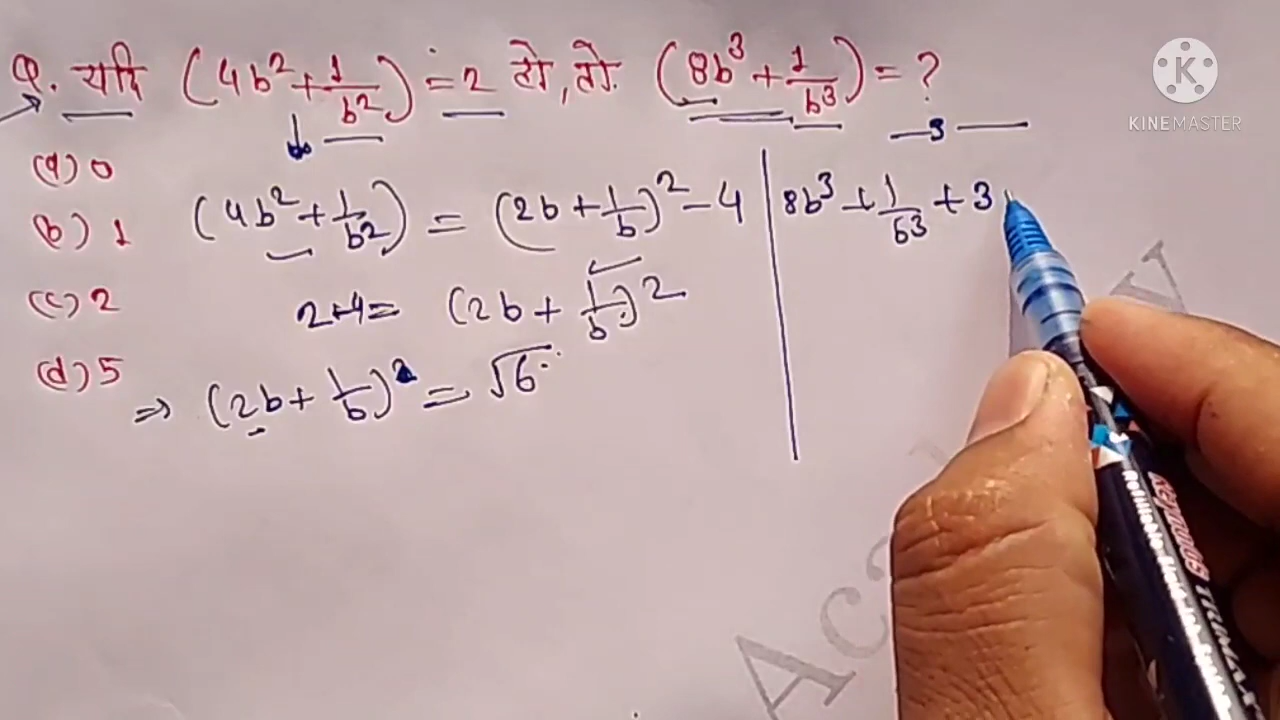 Q. यदि (4b² + 1/b²) = 2 हो, तो (8b³ + 1/b³) = ?
(a) 0
(b) 1
(c) 2
(d) 5
(4b² + 1/b²) = (2b + 1/b)² - 4
2+4 = (2b + 1/b)²
⇒ (2b + 1/b) = √6
8b³ + 1/b³ + 3
K
KINEMASTER
Aca
y